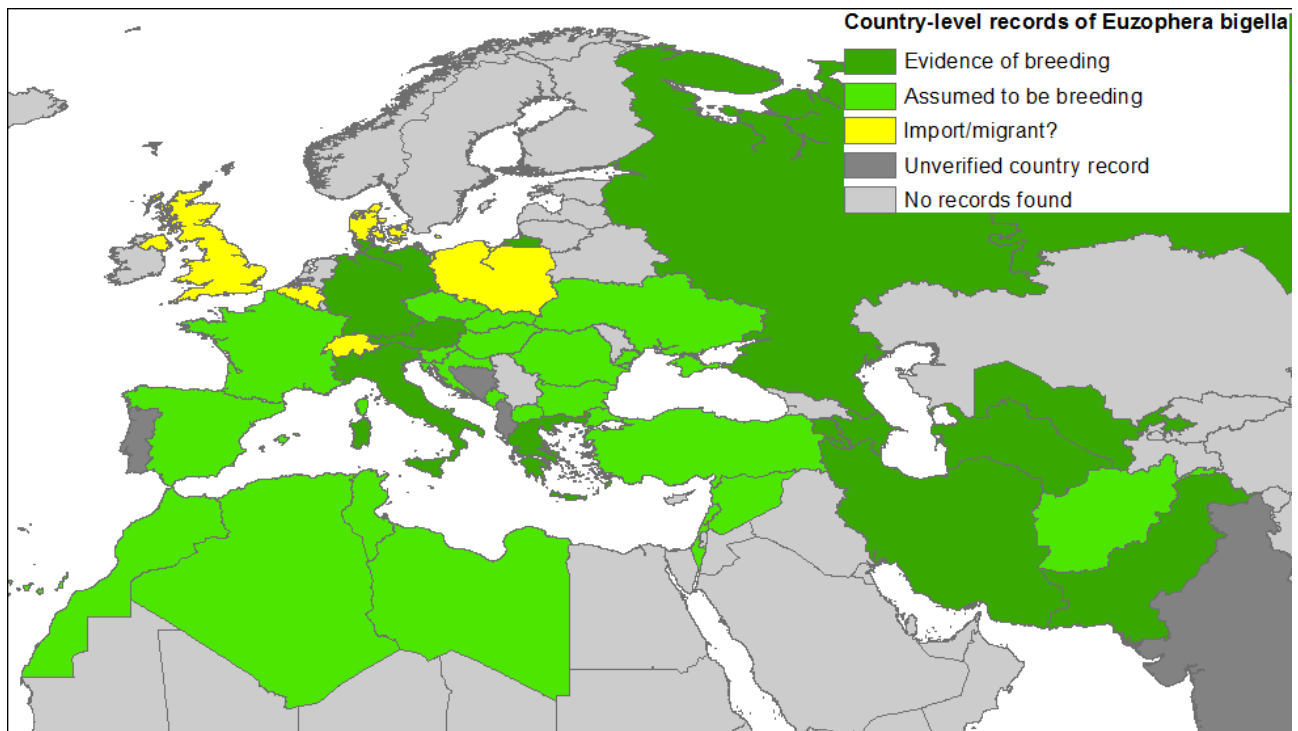 Country-level records of Euzophera bigella
Evidence of breeding
Assumed to be breeding
Import/migrant?
Unverified country record
No records found